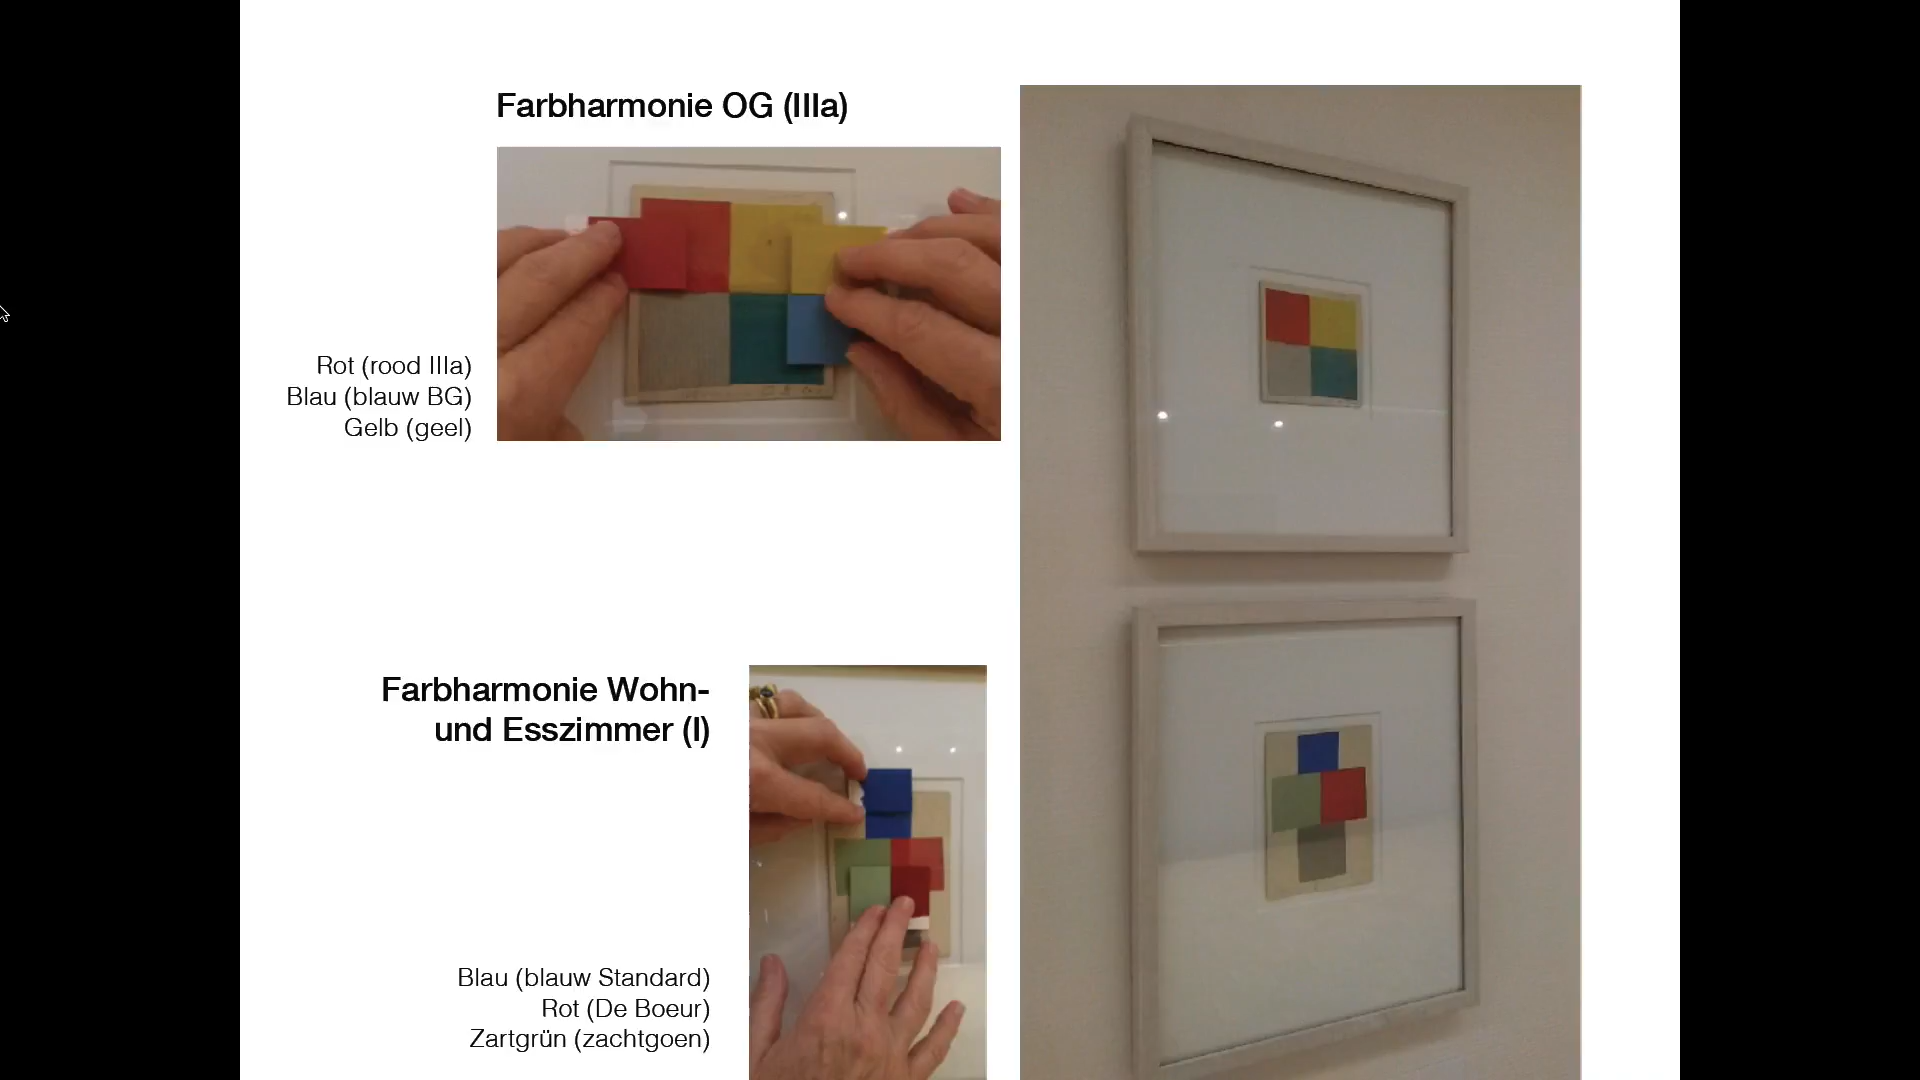 Farbharmonie OG (IIIa)
Rot (rood IIIa)
Blau (blauw BG)
Gelb (geel)
Farbharmonie Wohn-
und Esszimmer (I)
Blau (blauw Standard)
Rot (De Boeur)
Zartgrün (zachtgoen)